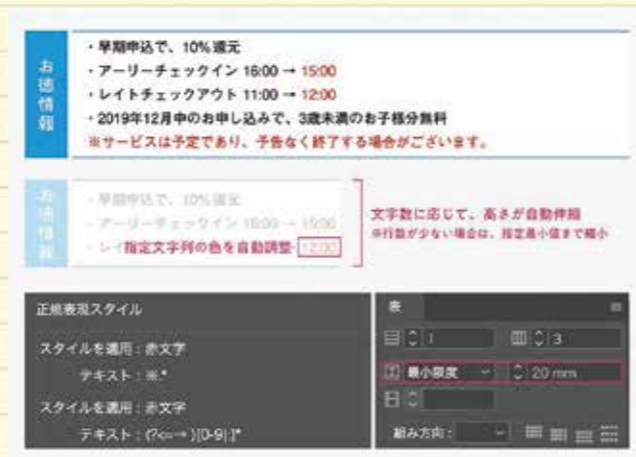 お徳情報
・早期申込で、10%還元
・アーリーチェックイン 16:00 → 15:00
・レイトチェックアウト 11:00 → 12:00
・2019年12月中のお申し込みで、3歳未満のお子様分無料
※サービスは予定であり、予告なく終了する場合がございます。
お徳情報
・早期申込で、10%還元
・アーリーチェックイン 16:00 → 15:00
・レイ
指定文字列の色を自動調整
12:00
文字数に応じて、高さが自動伸縮
※行数が少ない場合は、指定最小値まで縮小
正規表現スタイル
スタイルを適用：赤文字
テキスト：※.*
スタイルを適用：赤文字
テキスト：(?<=→ )[0-9|:]*
表
1
3
最小限度
20 mm
組み方向：